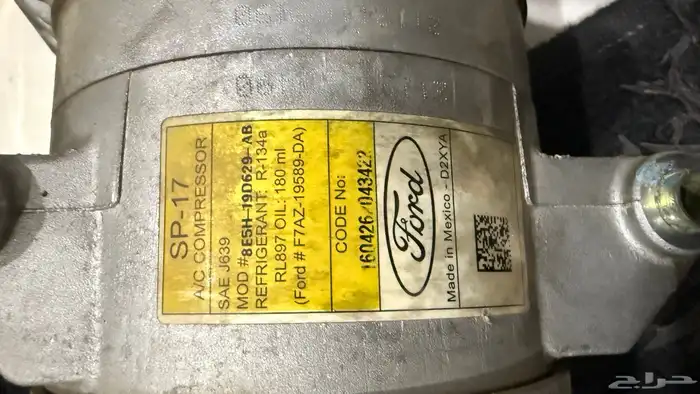 SP-17
A/C COMPRESSOR
SAE J639
MOD #8E5H-19D629-AB
REFRIGERANT: R-134a
RL897 OIL: 180 ml
(Ford # F7AZ-19589-DA)
CODE No:
160426 043422
Ford
Made in Mexico - D2XYA
حراج